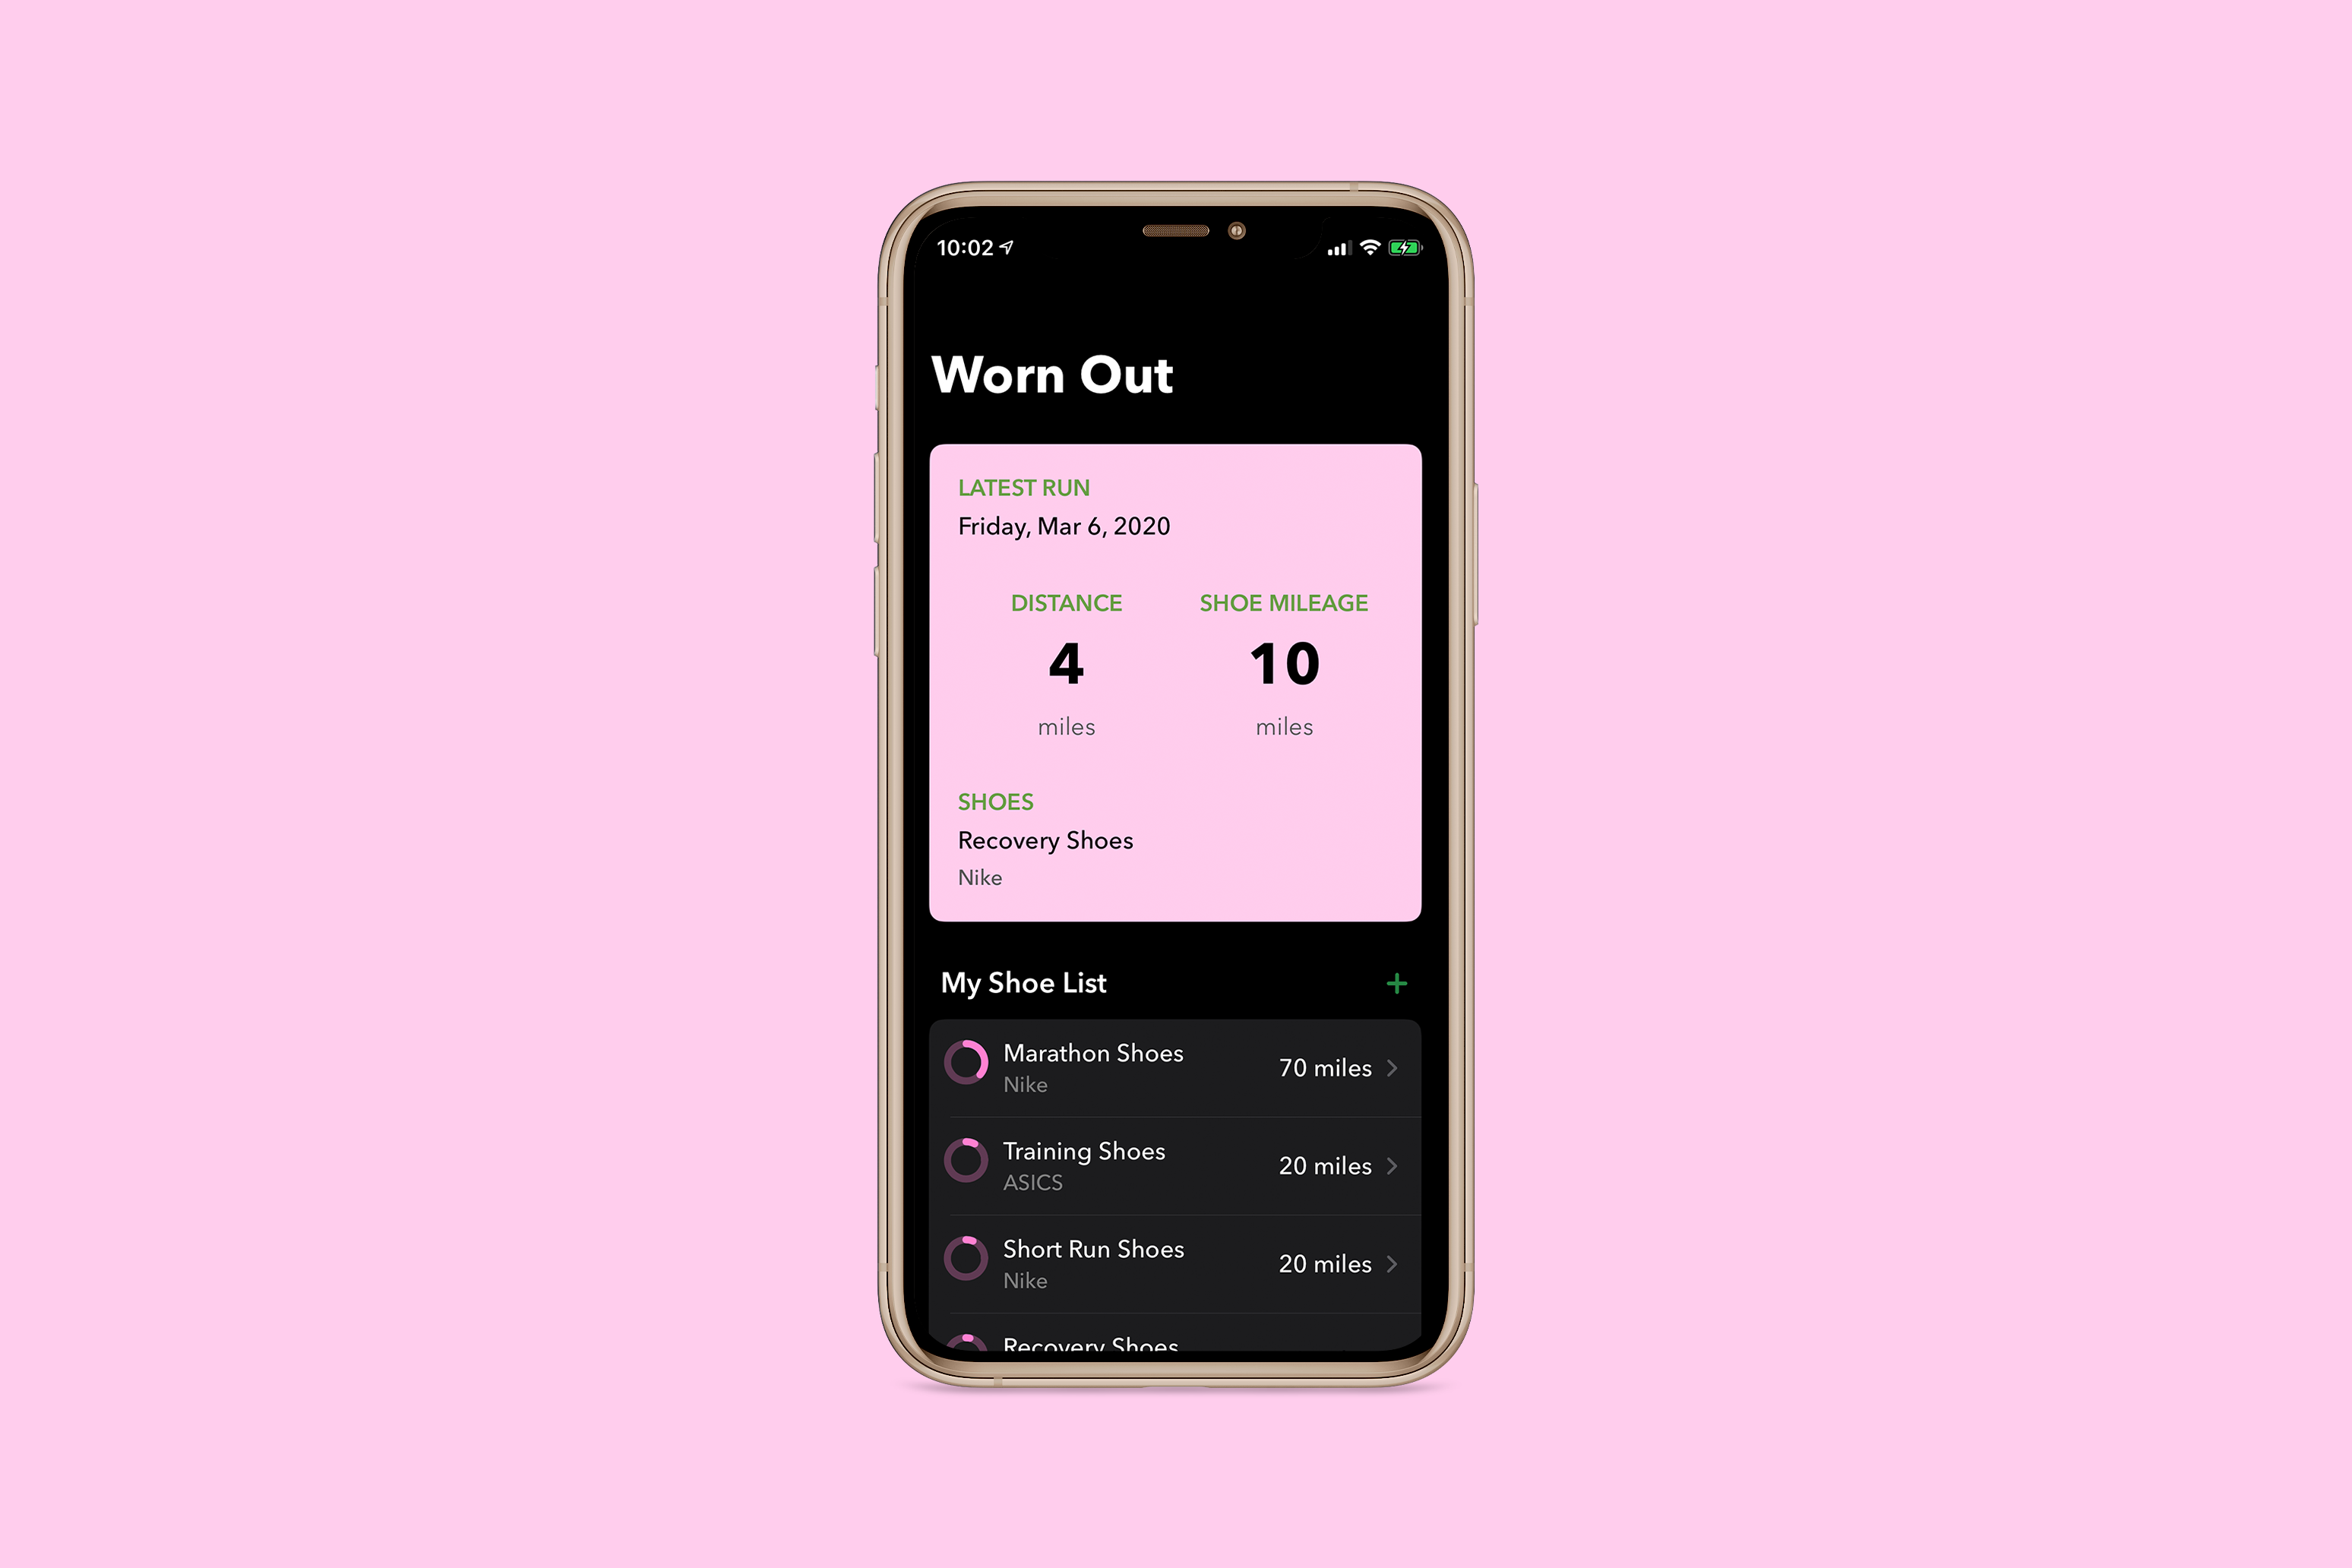 10:02
Worn Out
LATEST RUN
Friday, Mar 6, 2020
DISTANCE SHOE MILEAGE
4 10
miles miles
SHOES
Recovery Shoes
Nike
My Shoe List +
Marathon Shoes
Nike
70 miles
Training Shoes
ASICS
20 miles
Short Run Shoes
Nike
20 miles
Recovery Shoes